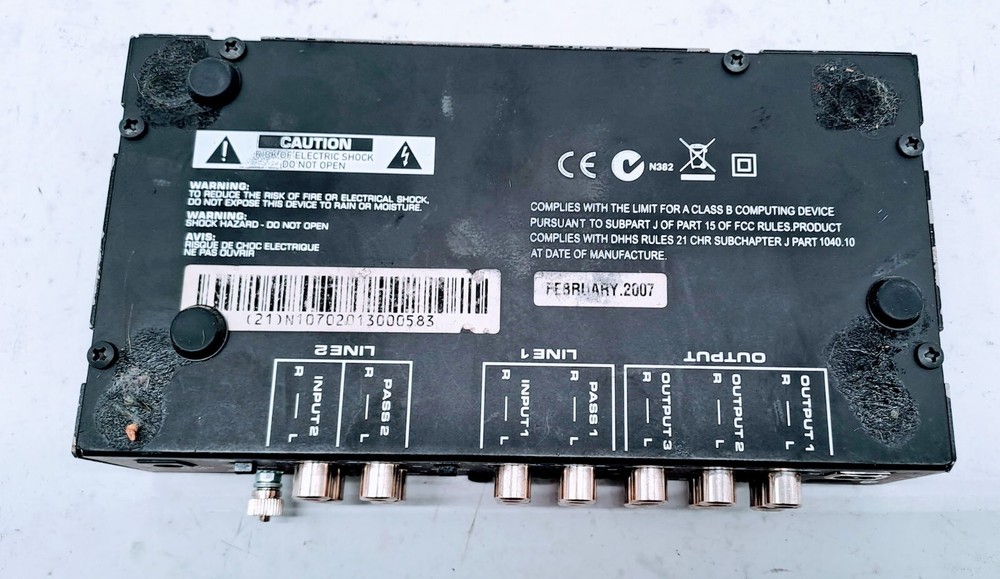 CAUTION
RISK OF ELECTRIC SHOCK
DO NOT OPEN
WARNING:
TO REDUCE THE RISK OF FIRE OR ELECTRICAL SHOCK,
DO NOT EXPOSE THIS DEVICE TO RAIN OR MOISTURE.
WARNING:
SHOCK HAZARD - DO NOT OPEN
AVIS:
RISQUE DE CHOC ELECTRIQUE
NE PAS OUVRIR
(21)N10702013000583
CE
N382
COMPLIES WITH THE LIMIT FOR A CLASS B COMPUTING DEVICE
PURSUANT TO SUBPART J OF PART 15 OF FCC RULES.PRODUCT
COMPLIES WITH DHHS RULES 21 CHR SUBCHAPTER J PART 1040.10
AT DATE OF MANUFACTURE.
FEBRUARY.2007
LINE 2
R INPUT 2 L
R PASS 2 L
LINE 1
R INPUT 1 L
R PASS 1 L
OUTPUT
R OUTPUT 3 L
R OUTPUT 2 L
R OUTPUT 1 L